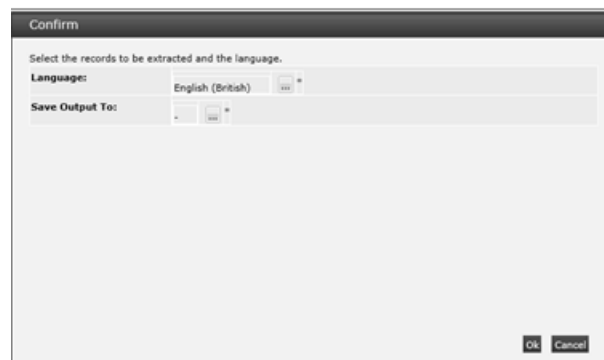 Confirm
Select the records to be extracted and the language.
Language: English (British) ... *
Save Output To: - ... *
Ok Cancel